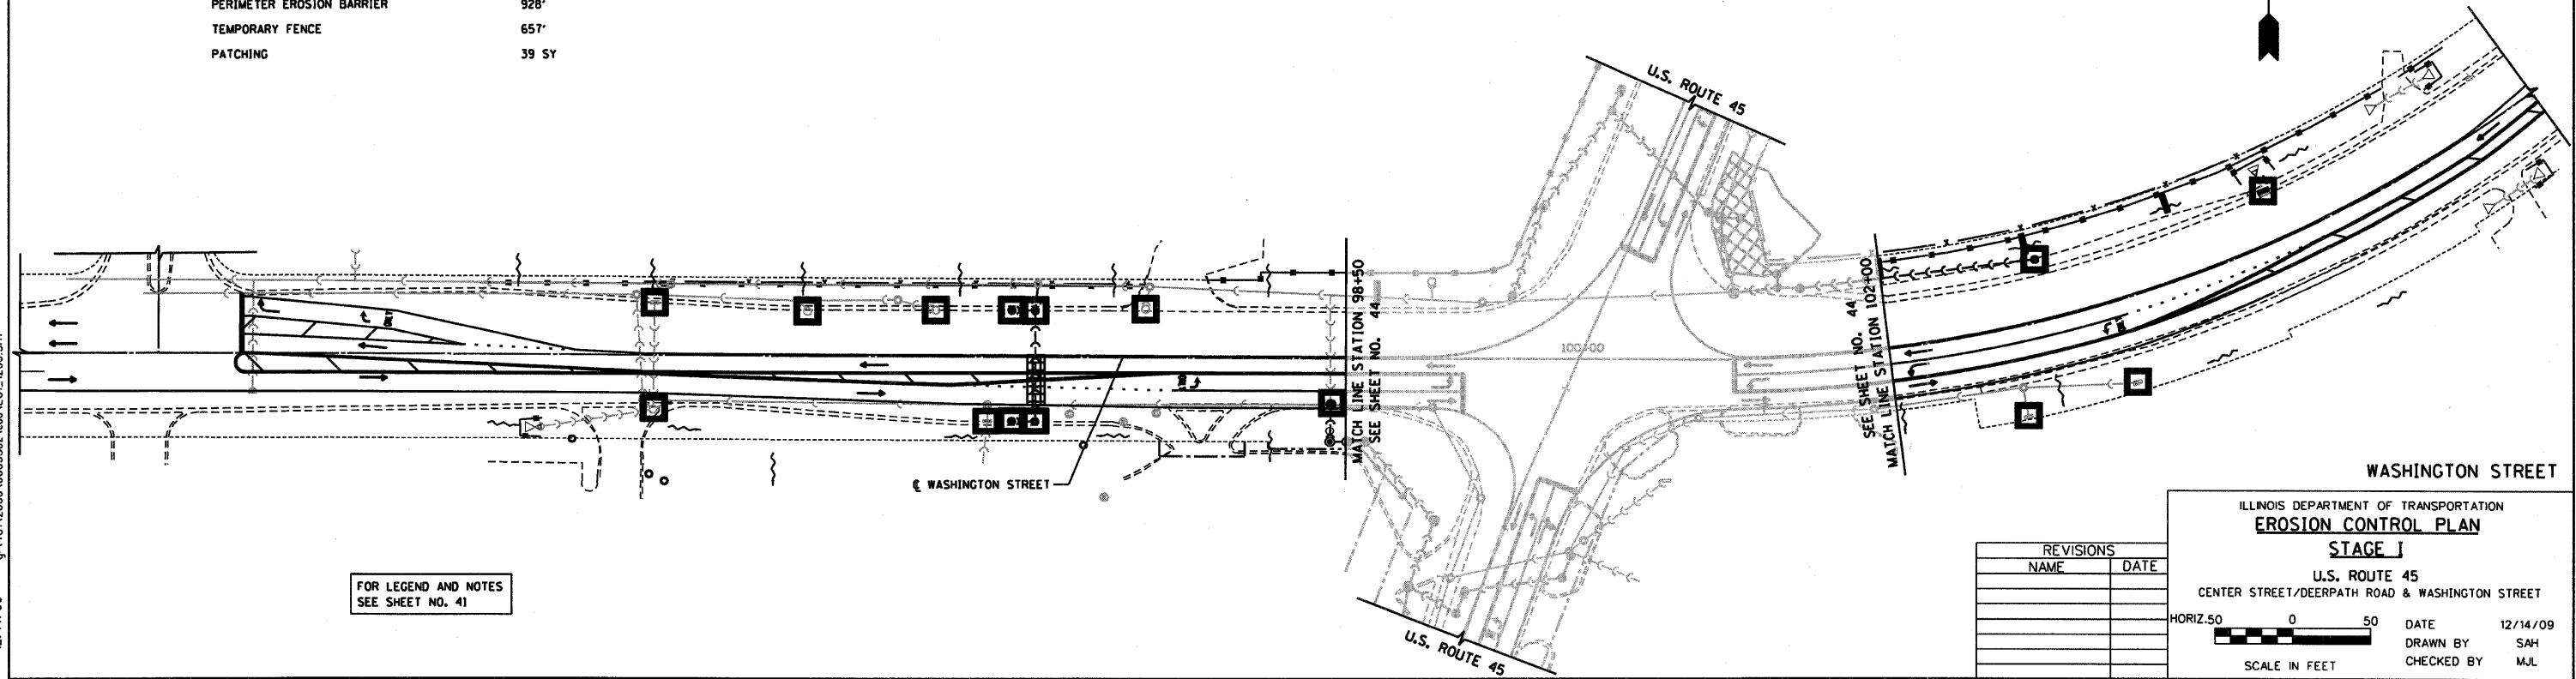 PERIMETER EROSION BARRIER 928'
TEMPORARY FENCE 657'
PATCHING 39 SY
U.S. ROUTE 45
MATCH LINE STATION 98+50
SEE SHEET NO. 44
100+00
SEE SHEET NO. 44
MATCH LINE STATION 102+00
ONLY
℄ WASHINGTON STREET
U.S. ROUTE 45
FOR LEGEND AND NOTES
SEE SHEET NO. 41
WASHINGTON STREET
REVISIONS
NAME DATE
ILLINOIS DEPARTMENT OF TRANSPORTATION
EROSION CONTROL PLAN
STAGE I
U.S. ROUTE 45
CENTER STREET/DEERPATH ROAD & WASHINGTON STREET
HORIZ.50 0 50
SCALE IN FEET
DATE 12/14/09
DRAWN BY SAH
CHECKED BY MJL